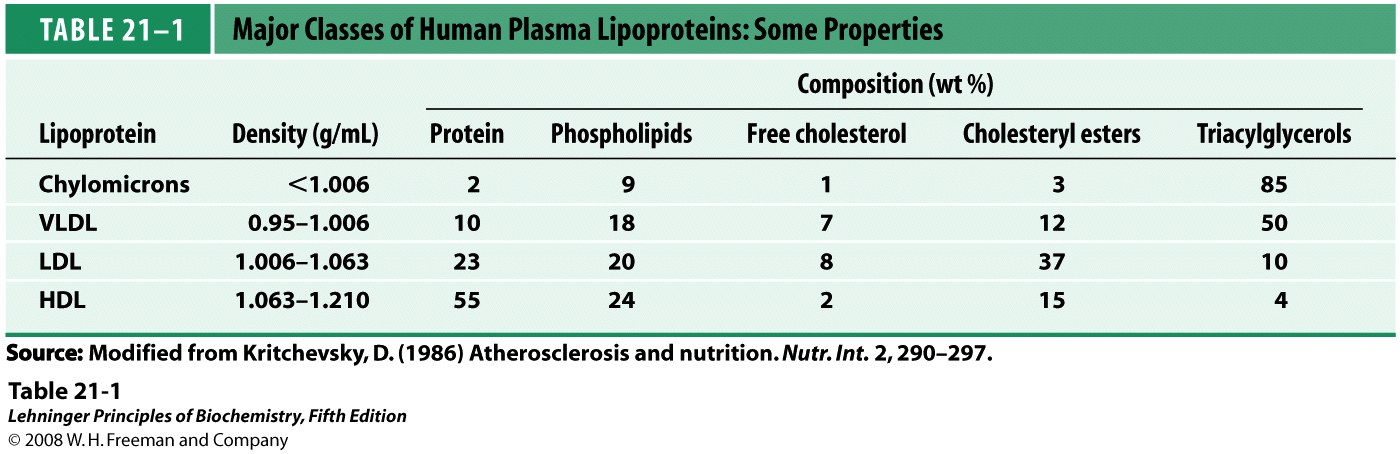 TABLE 21–1 Major Classes of Human Plasma Lipoproteins: Some Properties
Composition (wt %)
Lipoprotein Density (g/mL) Protein Phospholipids Free cholesterol Cholesteryl esters Triacylglycerols
Chylomicrons <1.006 2 9 1 3 85
VLDL 0.95–1.006 10 18 7 12 50
LDL 1.006–1.063 23 20 8 37 10
HDL 1.063–1.210 55 24 2 15 4
Source: Modified from Kritchevsky, D. (1986) Atherosclerosis and nutrition. Nutr. Int. 2, 290–297.
Table 21-1
Lehninger Principles of Biochemistry, Fifth Edition
© 2008 W. H. Freeman and Company